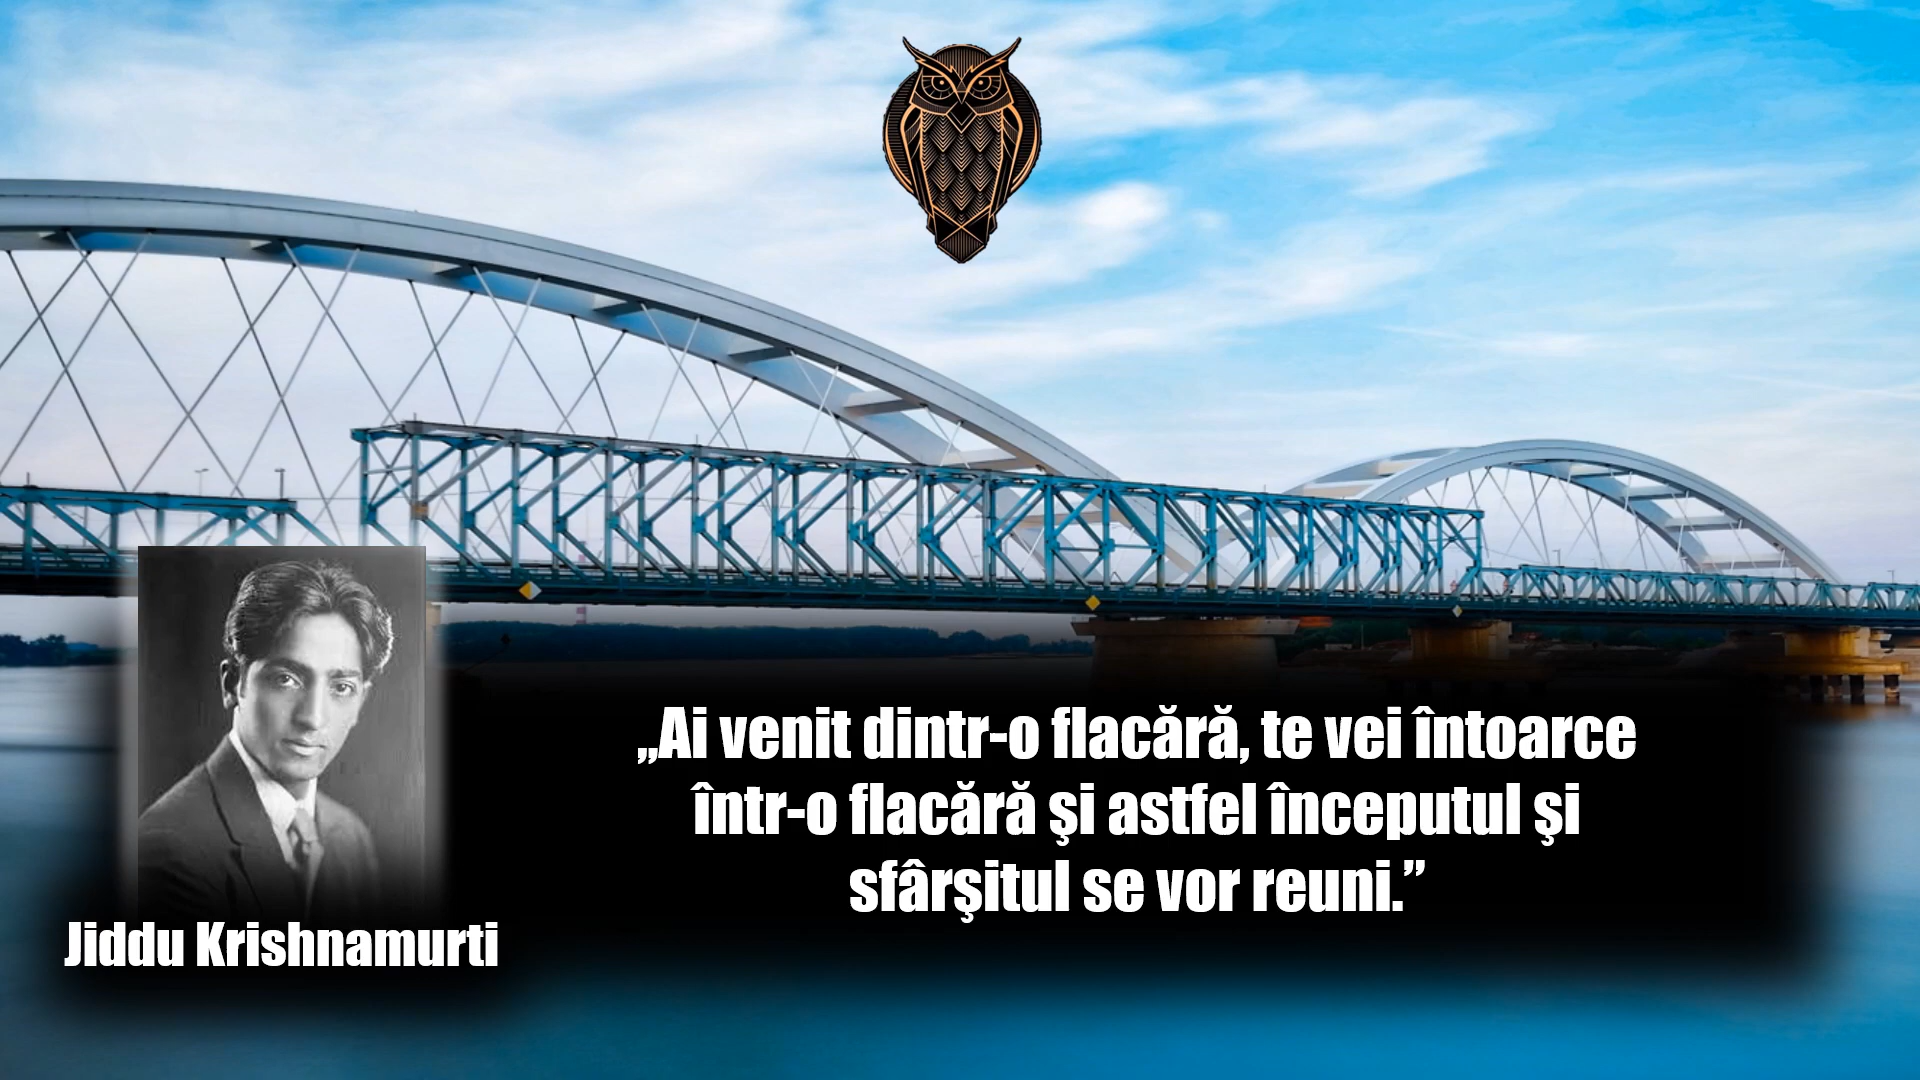 „Ai venit dintr-o flacără, te vei întoarce
într-o flacără şi astfel începutul şi
sfârşitul se vor reuni.”
Jiddu Krishnamurti